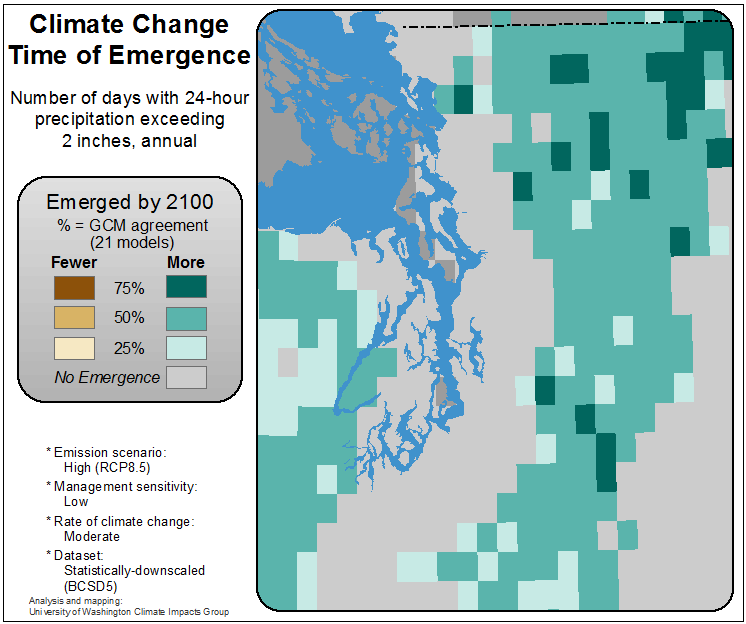 Climate Change
Time of Emergence
Number of days with 24-hour
precipitation exceeding
2 inches, annual
Emerged by 2100
% = GCM agreement
(21 models)
Fewer More
75%
50%
25%
No Emergence
* Emission scenario:
High (RCP8.5)
* Management sensitivity:
Low
* Rate of climate change:
Moderate
* Dataset:
Statistically-downscaled
(BCSD5)
Analysis and mapping:
University of Washington Climate Impacts Group